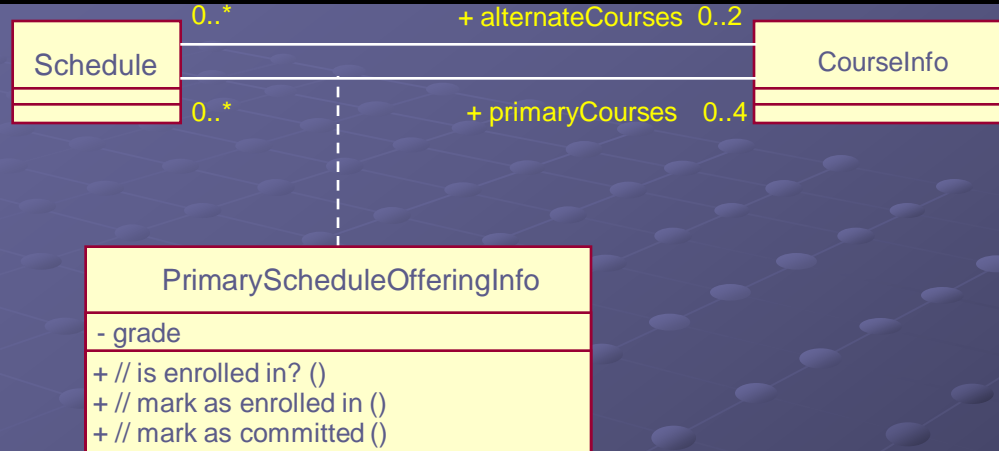 0..* + alternateCourses 0..2
Schedule CourseInfo
0..* + primaryCourses 0..4
PrimaryScheduleOfferingInfo
- grade
+ // is enrolled in? ()
+ // mark as enrolled in ()
+ // mark as committed ()